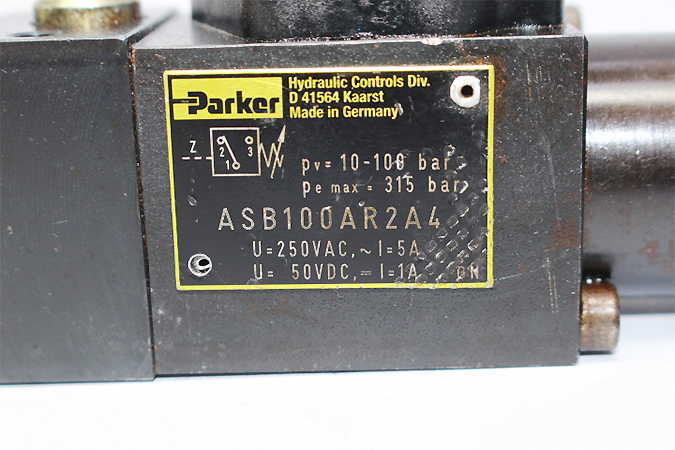 Parker
Hydraulic Controls Div.
D 41564 Kaarst
Made in Germany
Z
2 3
1
pv = 10-100 bar
pe max = 315 bar
ASB100AR2A4
U=250VAC, ~ I=5A
U= 50VDC, ⎓ I=1A